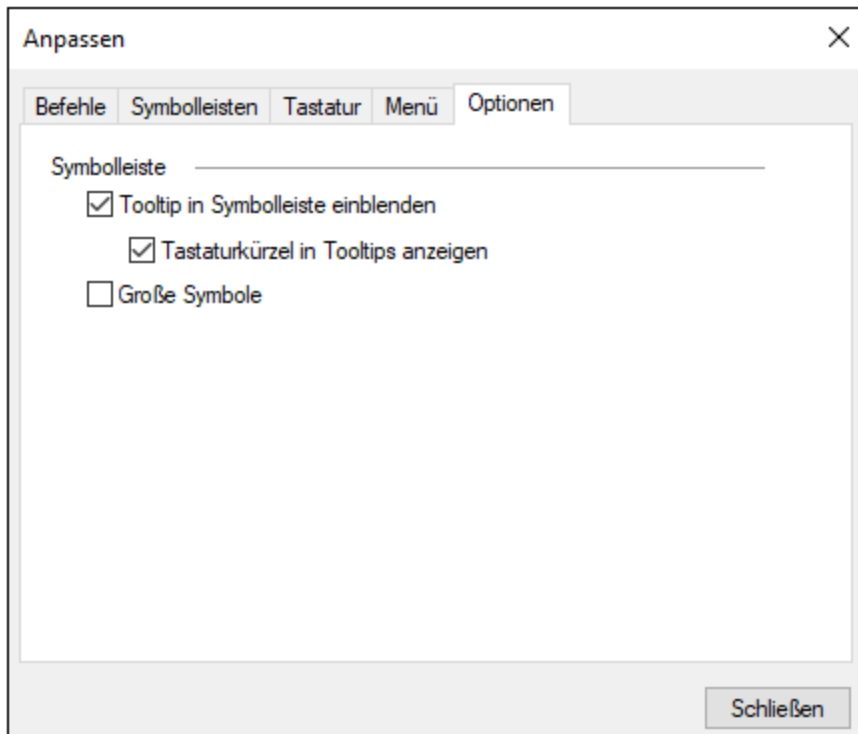 Anpassen
Befehle Symbolleisten Tastatur Menü Optionen
Symbolleiste
Tooltip in Symbolleiste einblenden
Tastaturkürzel in Tooltips anzeigen
Große Symbole
Schließen